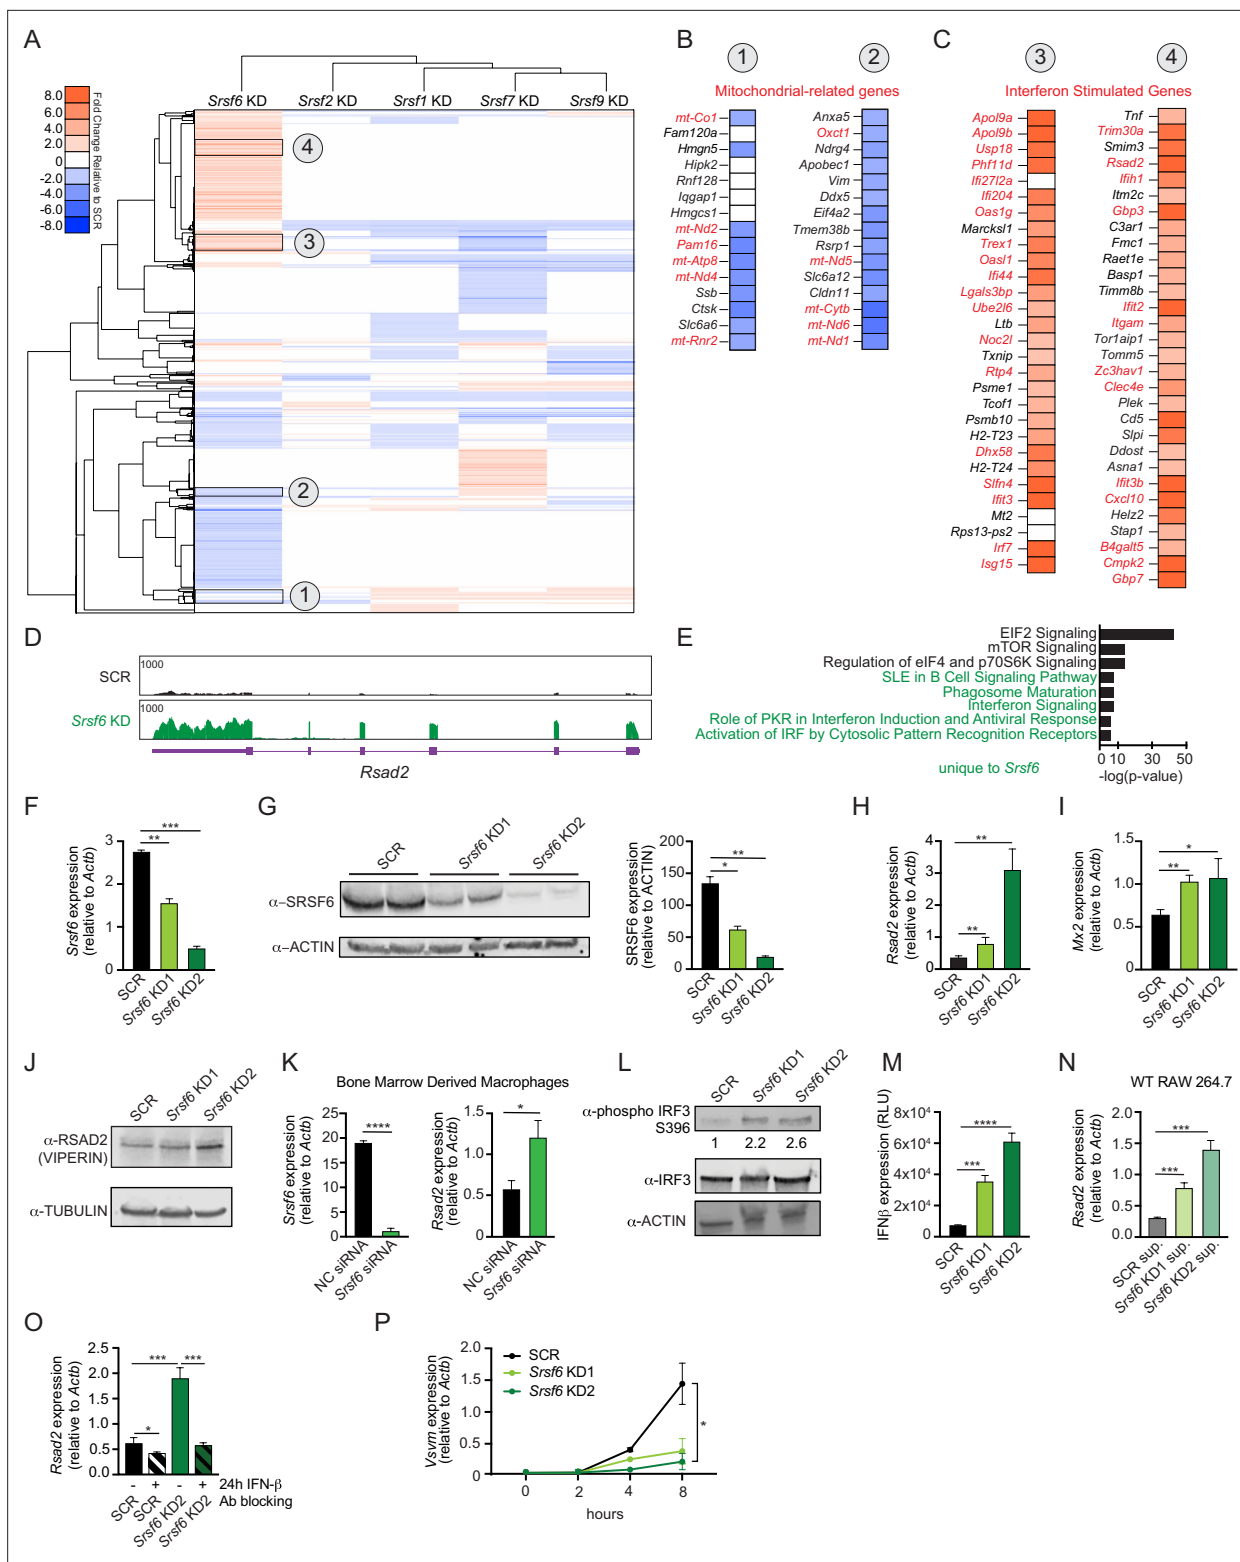 A
Srsf6 KD
Srsf2 KD
Srsf1 KD
Srsf7 KD
Srsf9 KD
8.0
6.0
4.0
2.0
0
-2.0
-4.0
-6.0
-8.0
Fold Change Relative to SCR
4
3
2
1
B
1
2
Mitochondrial-related genes
mt-Co1
Fam120a
Hmgn5
Hipk2
Rnf128
Iqgap1
Hmgcs1
mt-Nd2
Pam16
mt-Atp8
mt-Nd4
Ssb
Ctsk
Slc6a6
mt-Rnr2
Anxa5
Oxct1
Ndrg4
Apobec1
Vim
Ddx5
Eif4a2
Tmem38b
Rsrp1
mt-Nd5
Slc6a12
Cldn11
mt-Cytb
mt-Nd6
mt-Nd1
C
3
4
Interferon Stimulated Genes
Apol9a
Apol9b
Usp18
Phf11d
Ifi27l2a
Ifi204
Oas1g
Marcksl1
Trex1
Oasl1
Ifi44
Lgals3bp
Ube2l6
Ltb
Noc2l
Txnip
Rtp4
Psme1
Tcof1
Psmb10
H2-T23
Dhx58
H2-T24
Slfn4
Ifit3
Mt2
Rps13-ps2
Irf7
Isg15
Tnf
Trim30a
Smim3
Rsad2
Ifih1
Itm2c
Gbp3
C3ar1
Fmc1
Raet1e
Basp1
Timm8b
Ifit2
Itgam
Tor1aip1
Tomm5
Zc3hav1
Clec4e
Plek
Cd5
Slpi
Ddost
Asna1
Ifit3b
Cxcl10
Helz2
Stap1
B4galt5
Cmpk2
Gbp7
D
SCR
1000
Srsf6 KD
1000
Rsad2
E
EIF2 Signaling
mTOR Signaling
Regulation of eIF4 and p70S6K Signaling
SLE in B Cell Signaling Pathway
Phagosome Maturation
Interferon Signaling
Role of PKR in Interferon Induction and Antiviral Response
Activation of IRF by Cytosolic Pattern Recognition Receptors
unique to Srsf6
0 10 30 50
-log(p-value)
F
Srsf6 expression
(relative to Actb)
3
2
1
0
**
***
SCR
Srsf6 KD1
Srsf6 KD2
G
SCR
Srsf6 KD1
Srsf6 KD2
α–SRSF6
α–ACTIN
SRSF6 expression
(relative to ACTIN)
150
125
100
75
50
25
0
**
*
SCR
Srsf6 KD1
Srsf6 KD2
H
Rsad2 expression
(relative to Actb)
4
3
2
1
0
**
**
SCR
Srsf6 KD1
Srsf6 KD2
I
Mx2 expression
(relative to Actb)
1.5
1.0
0.5
0
*
**
SCR
Srsf6 KD1
Srsf6 KD2
J
SCR
Srsf6 KD1
Srsf6 KD2
α-RSAD2
(VIPERIN)
α-TUBULIN
K
Bone Marrow Derived Macrophages
Srsf6 expression
(relative to Actb)
20
15
10
5
0
****
NC siRNA
Srsf6 siRNA
Rsad2 expression
(relative to Actb)
1.5
1.0
0.5
0
*
NC siRNA
Srsf6 siRNA
L
SCR
Srsf6 KD1
Srsf6 KD2
α-phospho IRF3
S396
1 2.2 2.6
α-IRF3
α-ACTIN
M
IFNβ expression (RLU)
8x10⁴
6x10⁴
4x10⁴
2x10⁴
0
****
***
SCR
Srsf6 KD1
Srsf6 KD2
N
WT RAW 264.7
Rsad2 expression
(relative to Actb)
1.5
1.0
0.5
0
***
***
SCR sup.
Srsf6 KD1 sup.
Srsf6 KD2 sup.
O
Rsad2 expression
(relative to Actb)
2.5
2.0
1.5
1.0
0.5
0
***
***
*
- + - +
24h IFN-β
Ab blocking
SCR
SCR
Srsf6 KD2
Srsf6 KD2
P
Vsvm expression
(relative to Actb)
2.0
1.5
1.0
0.5
0
SCR
Srsf6 KD1
Srsf6 KD2
*
0 2 4 8
hours